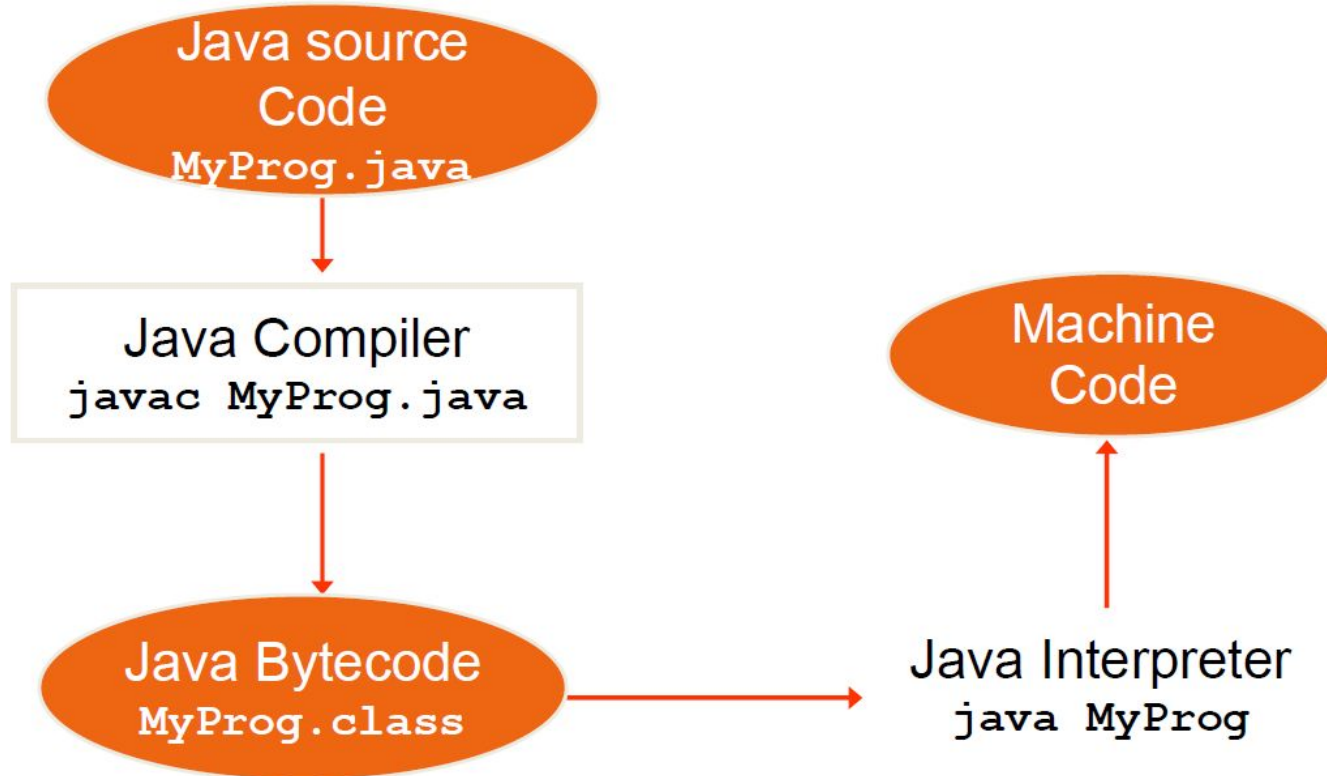 Java source
Code
MyProg.java
Java Compiler
javac MyProg.java
Java Bytecode
MyProg.class
Java Interpreter
java MyProg
Machine
Code